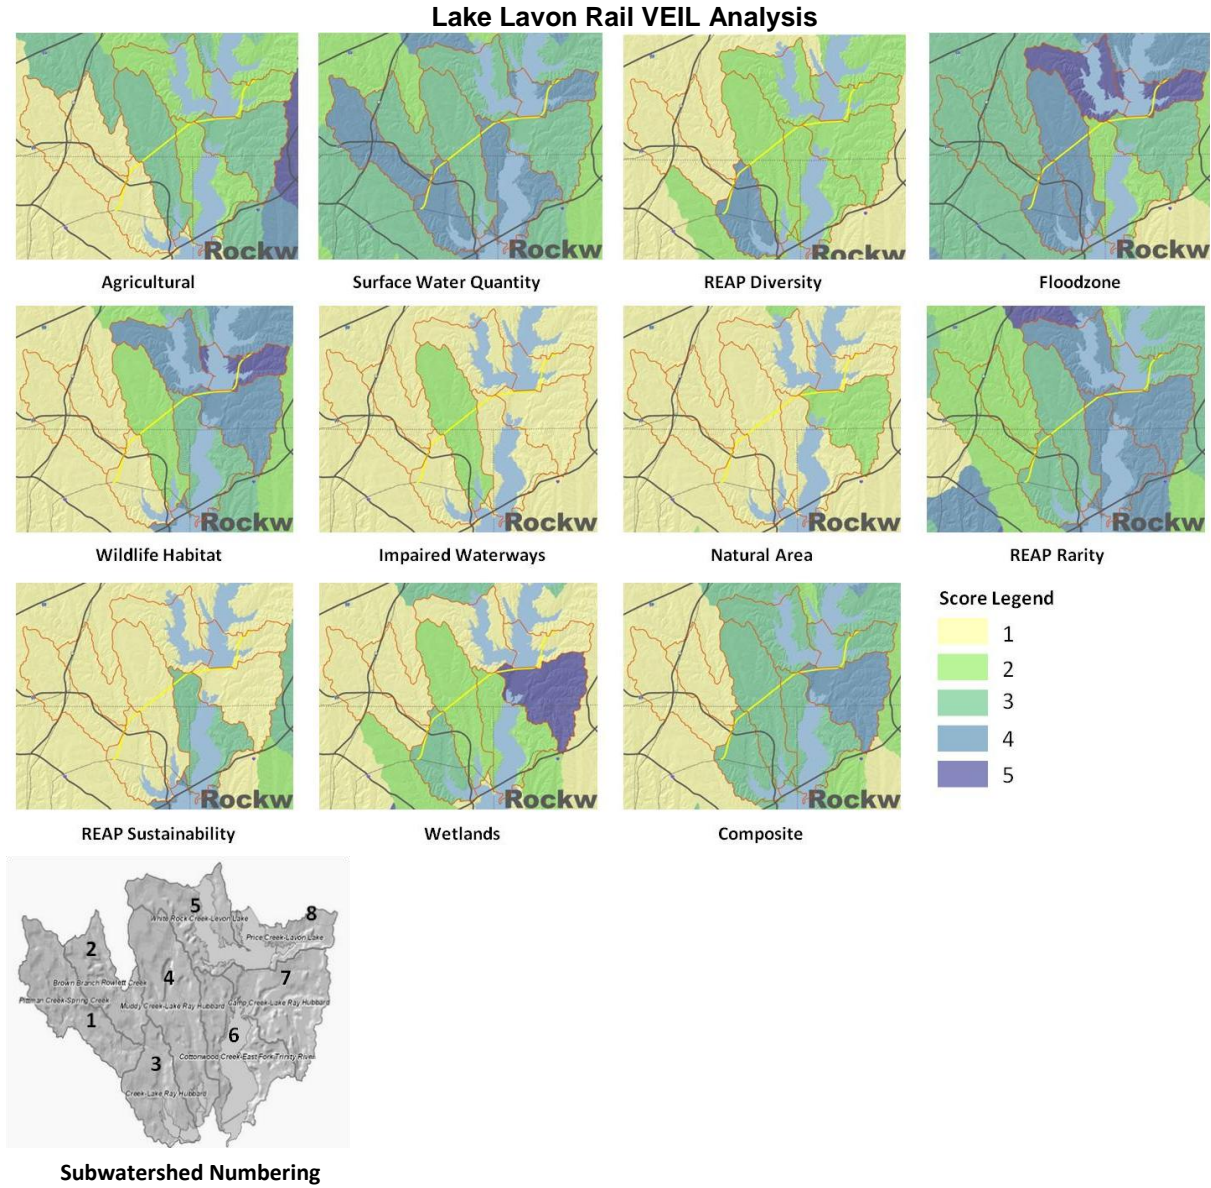 Lake Lavon Rail VEIL Analysis
Rockw
Rockw
Rockw
Rockw
Agricultural
Surface Water Quantity
REAP Diversity
Floodzone
Rockw
Rockw
Rockw
Rockw
Wildlife Habitat
Impaired Waterways
Natural Area
REAP Rarity
Rockw
Rockw
Rockw
Score Legend
1
2
3
4
5
REAP Sustainability
Wetlands
Composite
5
White Rock Creek-Levon Lake
8
Price Creek-Lavon Lake
2
Brown Branch Rowlett Creek
4
7
Pittman Creek-Spring Creek
Muddy Creek-Lake Ray Hubbard
Camp Creek-Lake Ray Hubbard
1
6
Cottonwood Creek-East Fork Trinity River
3
Creek-Lake Ray Hubbard
Subwatershed Numbering